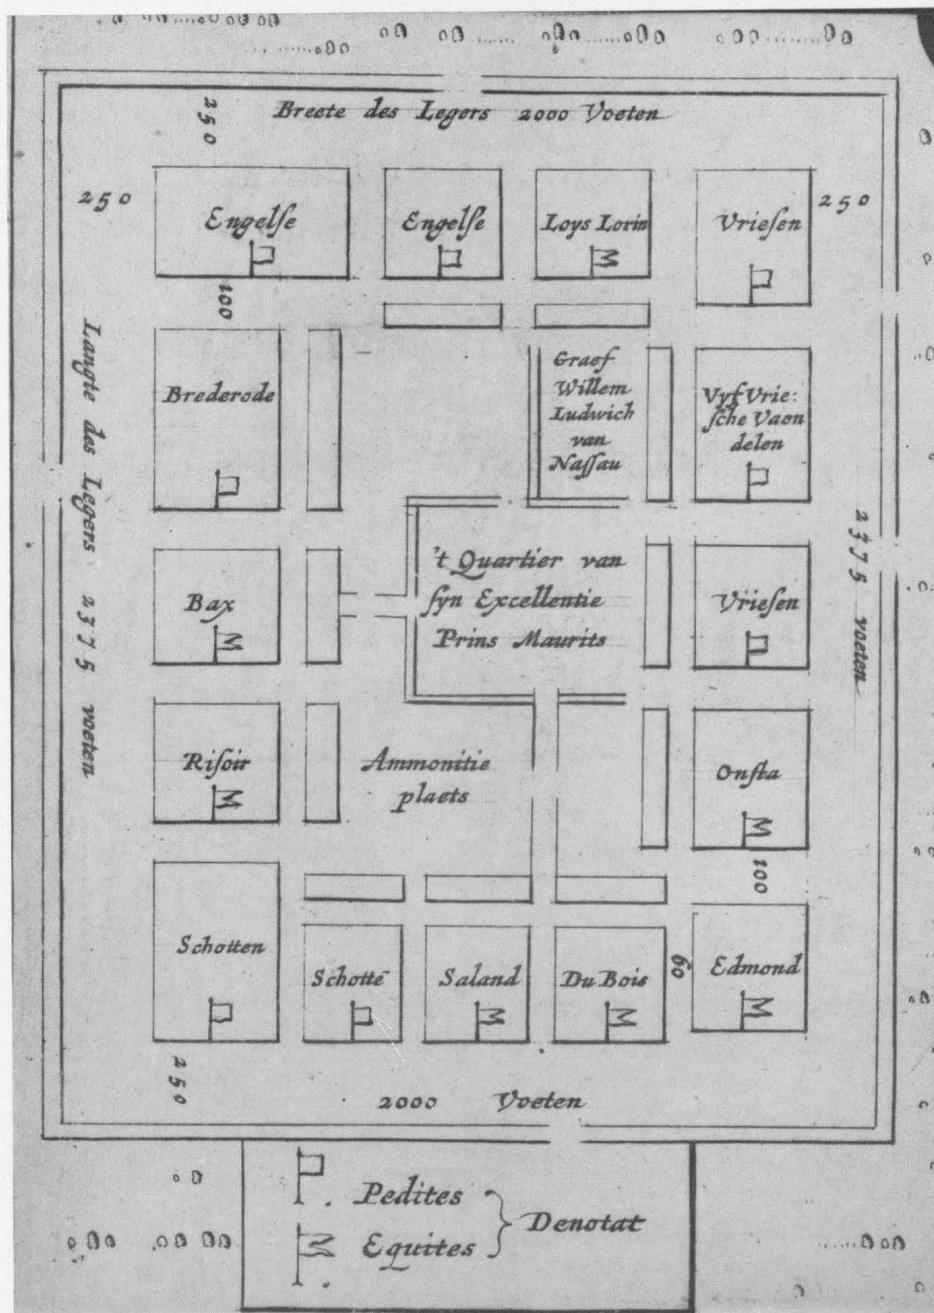 Breete des Legers 2000 Voeten
250
250
250
Engelſe
Engelſe
Loys Lorin
Vrieſen
100
Langte des Legers 2375 voeten
Brederode
Graef
Willem
Ludwich
van
Naſſau
Vyf Vrie:
ſche Vaen
delen
2375 voeten
Bax
't Quartier van
ſyn Excellentie
Prins Maurits
Vrieſen
Riſoir
Ammonitie
plaets
Onſta
100
Schotten
Schotte
Saland
Du Bois
60
Edmond
250
2000 Voeten
Pedites
Equites
Denotat